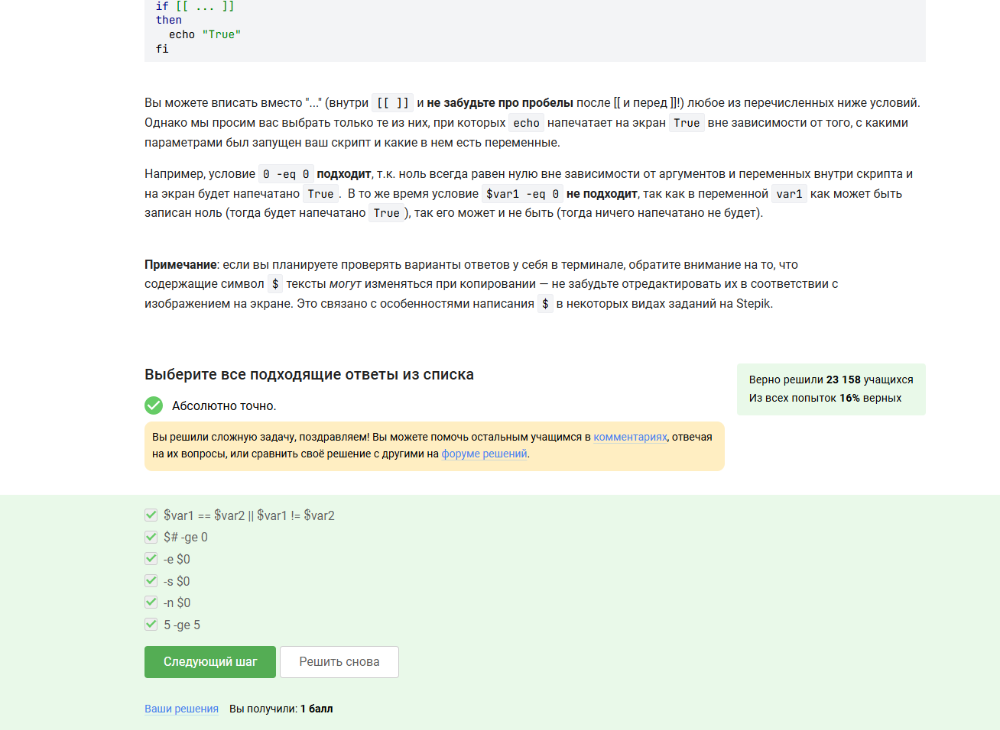 if [[ ... ]]
then
  echo "True"
fi
Вы можете вписать вместо "..." (внутри [[ ]] и не забудьте про пробелы после [[ и перед ]]!) любое из перечисленных ниже условий.
Однако мы просим вас выбрать только те из них, при которых echo напечатает на экран True вне зависимости от того, с какими
параметрами был запущен ваш скрипт и какие в нем есть переменные.
Например, условие 0 -eq 0 подходит, т.к. ноль всегда равен нулю вне зависимости от аргументов и переменных внутри скрипта и
на экран будет напечатано True . В то же время условие $var1 -eq 0 не подходит, так как в переменной var1 как может быть
записан ноль (тогда будет напечатано True ), так его может и не быть (тогда ничего напечатано не будет).
Примечание: если вы планируете проверять варианты ответов у себя в терминале, обратите внимание на то, что
содержащие символ $ тексты могут изменяться при копировании — не забудьте отредактировать их в соответствии с
изображением на экране. Это связано с особенностями написания $ в некоторых видах заданий на Stepik.
Выберите все подходящие ответы из списка
Верно решили 23 158 учащихся
Из всех попыток 16% верных
Абсолютно точно.
Вы решили сложную задачу, поздравляем! Вы можете помочь остальным учащимся в комментариях, отвечая
на их вопросы, или сравнить своё решение с другими на форуме решений.
$var1 == $var2 || $var1 != $var2
$# -ge 0
-e $0
-s $0
-n $0
5 -ge 5
Следующий шаг
Решить снова
Ваши решения Вы получили: 1 балл